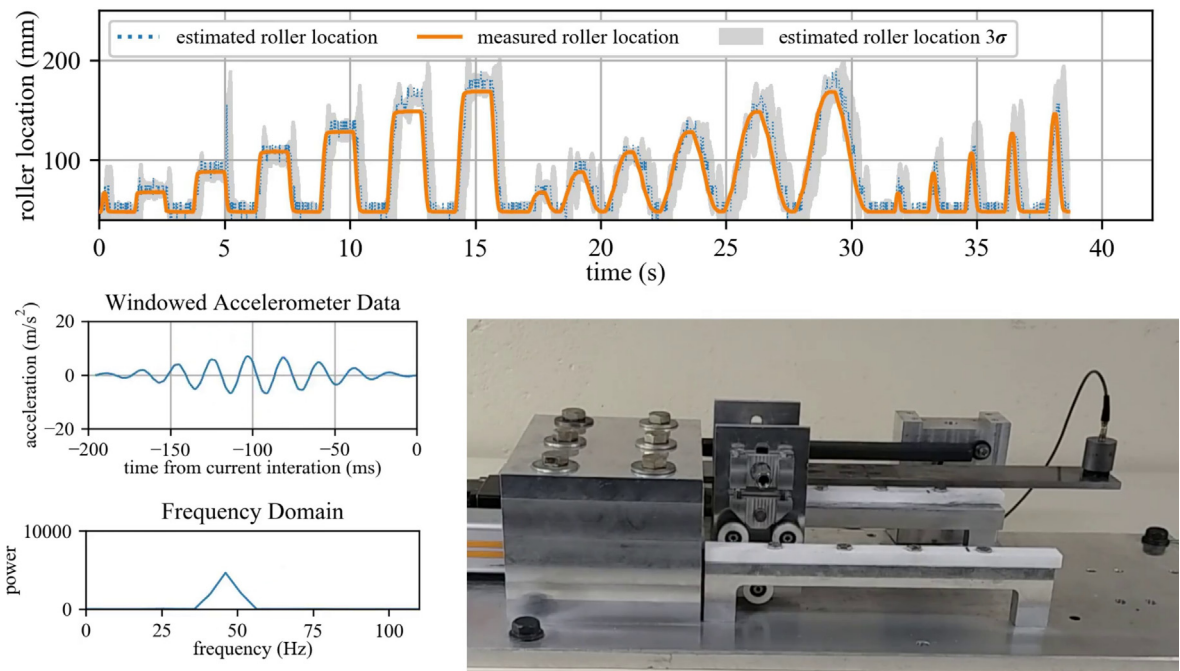 estimated roller location
measured roller location
estimated roller location 3σ
roller location (mm)
200
100
0
5
10
15
20
25
30
35
40
time (s)
Windowed Accelerometer Data
acceleration (m/s²)
20
0
−20
−200
−150
−100
−50
0
time from current interation (ms)
Frequency Domain
power
10000
0
0
25
50
75
100
frequency (Hz)